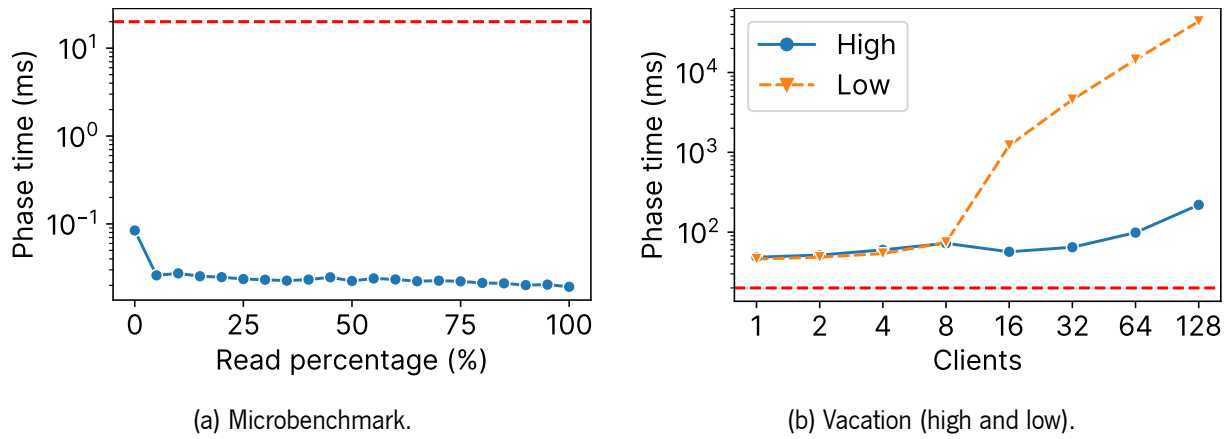 Phase time (ms)
10^1
10^0
10^-1
0 25 50 75 100
Read percentage (%)
(a) Microbenchmark.
Phase time (ms)
High
Low
10^4
10^3
10^2
1 2 4 8 16 32 64 128
Clients
(b) Vacation (high and low).